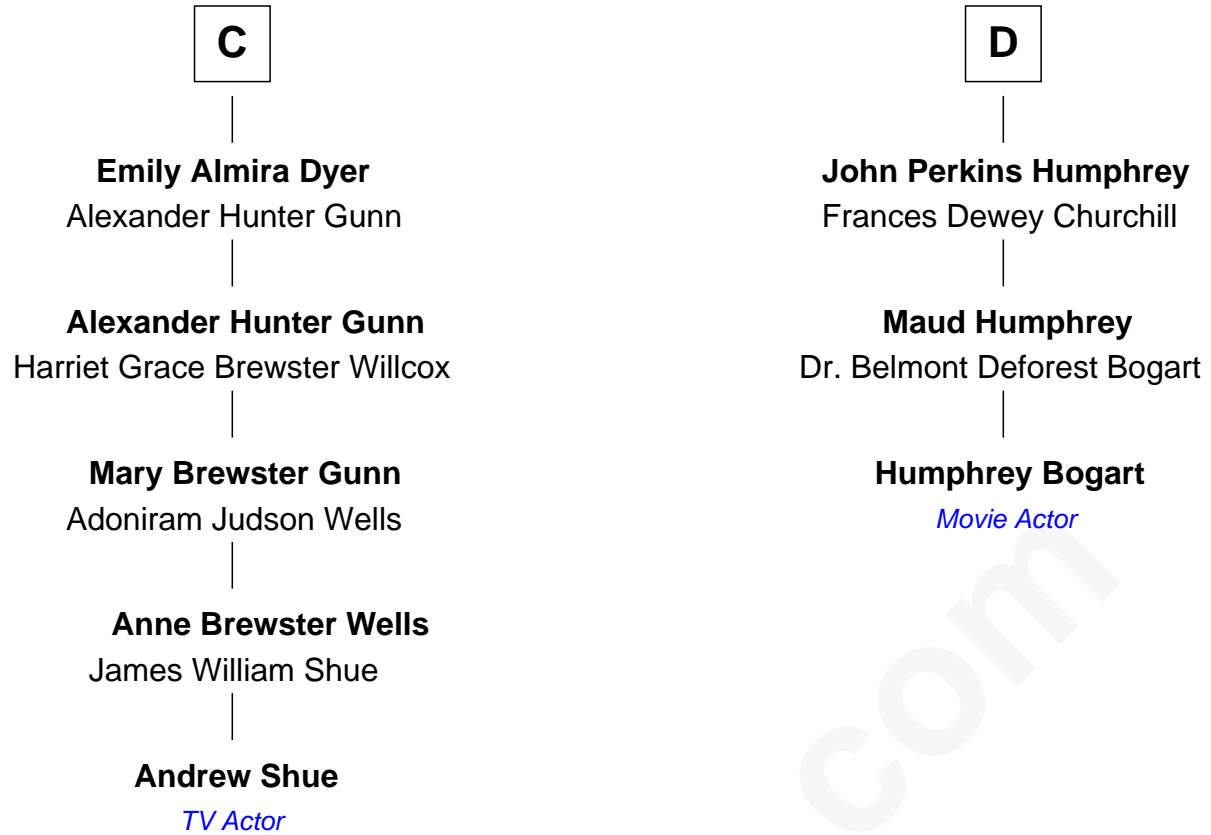 C
Emily Almira Dyer
Alexander Hunter Gunn
Alexander Hunter Gunn
Harriet Grace Brewster Willcox
Mary Brewster Gunn
Adoniram Judson Wells
Anne Brewster Wells
James William Shue
Andrew Shue
TV Actor
D
John Perkins Humphrey
Frances Dewey Churchill
Maud Humphrey
Dr. Belmont Deforest Bogart
Humphrey Bogart
Movie Actor
com